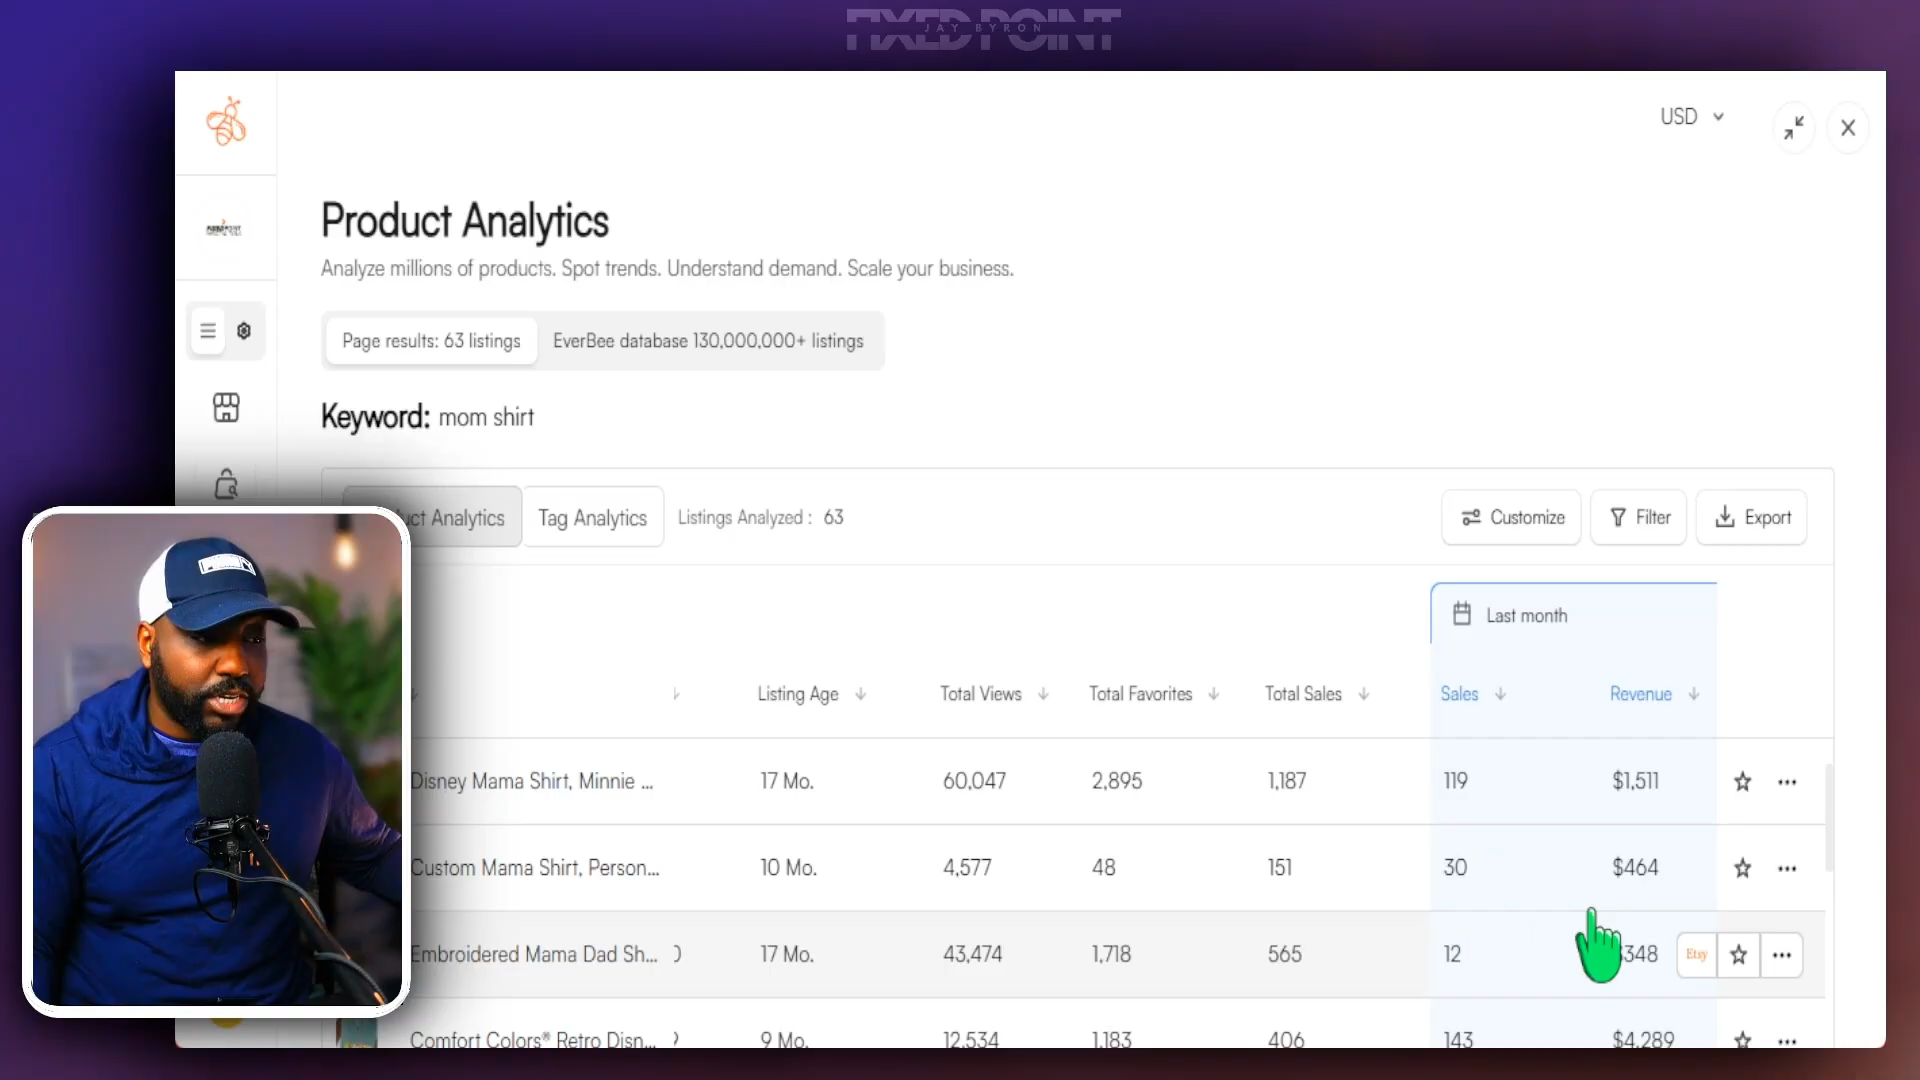 FIXED POINT
JAY BYRON
USD
Product Analytics
Analyze millions of products. Spot trends. Understand demand. Scale your business.
Page results: 63 listings
EverBee database 130,000,000+ listings
Keyword: mom shirt
uct Analytics
Tag Analytics
Listings Analyzed : 63
Customize
Filter
Export
Last month
Listing Age
Total Views
Total Favorites
Total Sales
Sales
Revenue
Disney Mama Shirt, Minnie ...
17 Mo.
60,047
2,895
1,187
119
$1,511
Custom Mama Shirt, Person...
10 Mo.
4,577
48
151
30
$464
Embroidered Mama Dad Sh...
17 Mo.
43,474
1,718
565
12
348
Etsy
Comfort Colors® Retro Disn...
9 Mo.
12,534
1,183
406
143
$4,289